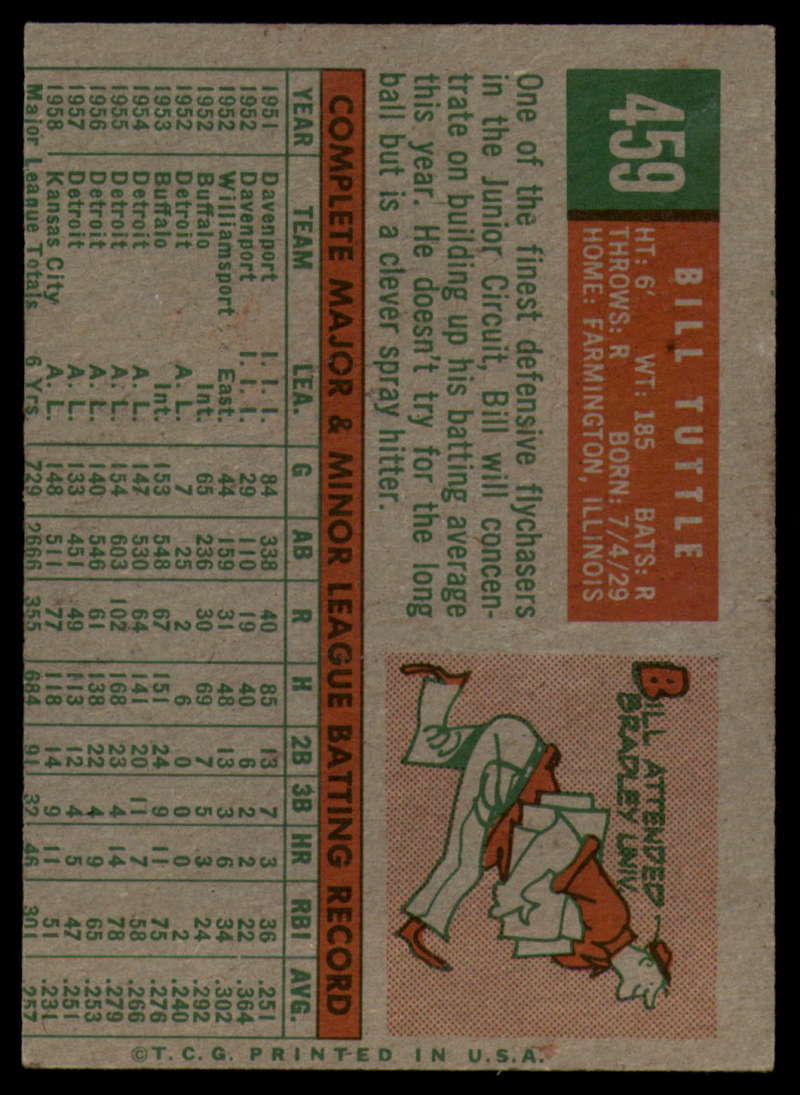 459
BILL TUTTLE
HT: 6' WT: 185 BATS: R
THROWS: R BORN: 7/4/29
HOME: FARMINGTON, ILLINOIS
One of the finest defensive flychasers
in the Junior Circuit, Bill will concen-
trate on building up his batting average
this year. He doesn't try for the long
ball but is a clever spray hitter.
BILL ATTENDED
BRADLEY UNIV.
COMPLETE MAJOR & MINOR LEAGUE BATTING RECORD
YEAR TEAM LEA. G AB R H 2B 3B HR RBI AVG.
1951 Davenport I. I. I. 84 338 40 85 13 7 3 36 .251
1952 Davenport I. I. I. 29 110 19 40 6 2 2 22 .364
1952 Williamsport East. 44 159 31 48 13 3 6 34 .302
1952 Buffalo Int. 65 236 30 69 7 5 3 24 .292
1952 Detroit A. L. 7 25 2 6 0 0 0 2 .240
1953 Buffalo Int. 153 548 67 151 24 9 11 75 .276
1954 Detroit A. L. 147 530 64 141 20 11 7 58 .266
1955 Detroit A. L. 154 603 102 168 23 4 14 78 .279
1956 Detroit A. L. 140 546 61 138 22 4 9 65 .253
1957 Detroit A. L. 133 451 49 113 12 4 5 47 .251
1958 Kansas City A. L. 148 511 77 118 14 9 11 51 .231
Major League Totals 6 Yrs. 729 2666 355 684 91 32 46 301 .257
©T.C.G. PRINTED IN U.S.A.